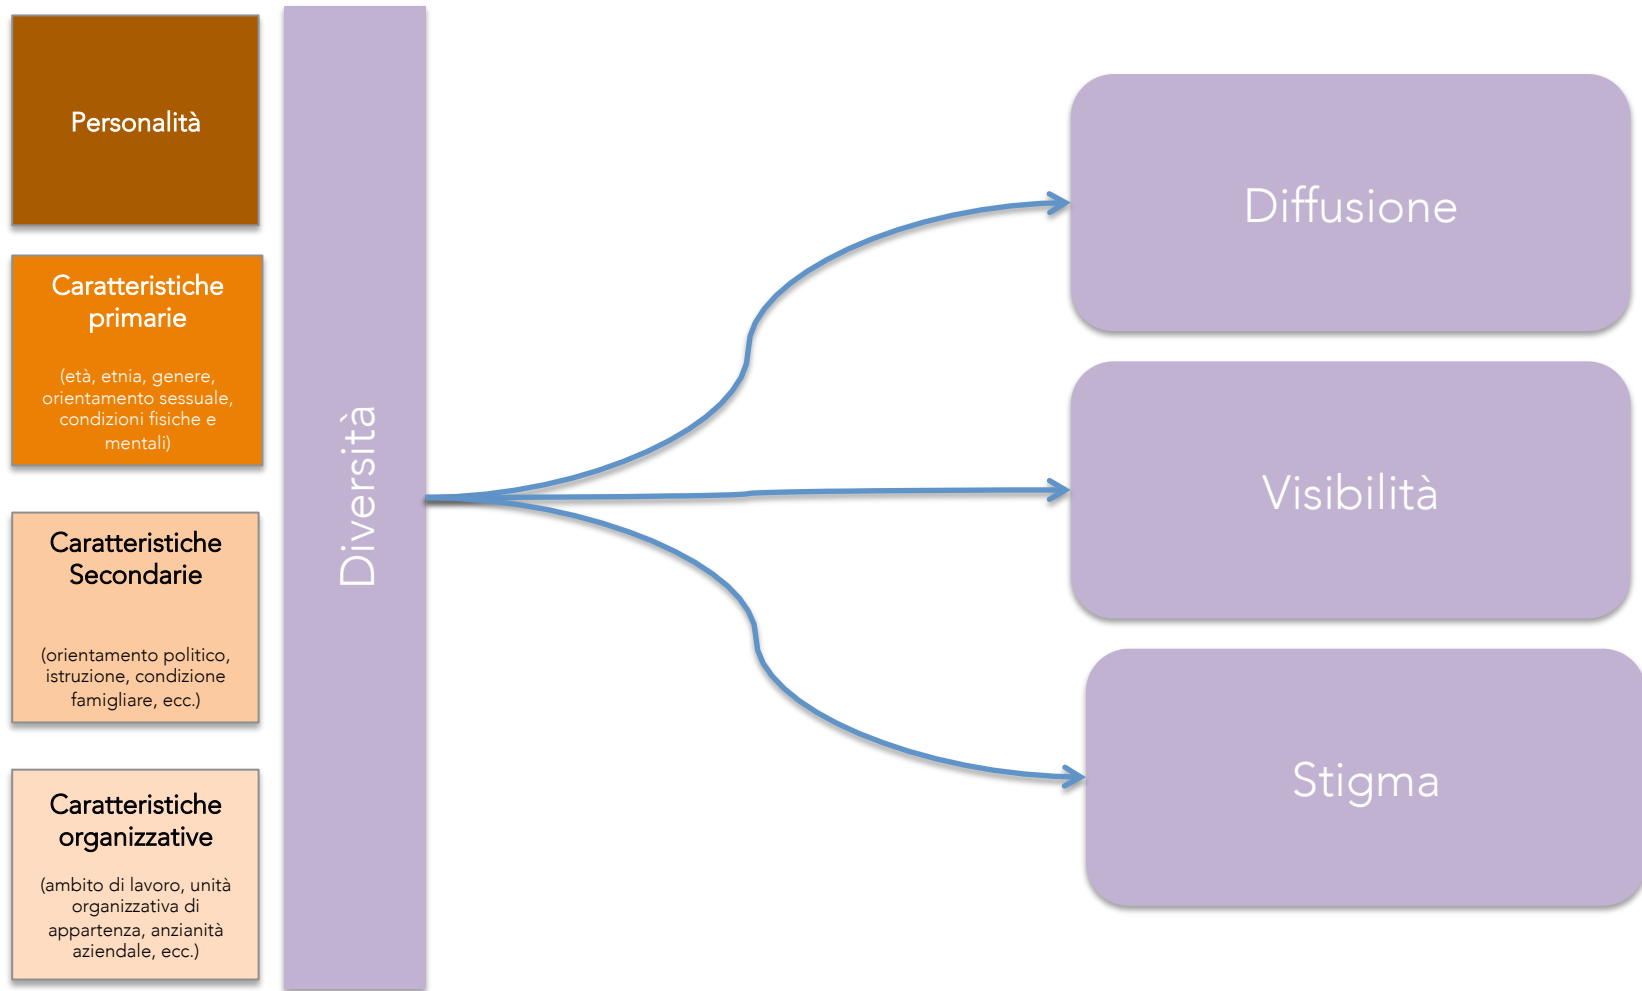 Personalità
Caratteristiche
primarie
(età, etnia, genere,
orientamento sessuale,
condizioni fisiche e
mentali)
Caratteristiche
Secondarie
(orientamento politico,
istruzione, condizione
famigliare, ecc.)
Caratteristiche
organizzative
(ambito di lavoro, unità
organizzativa di
appartenza, anzianità
aziendale, ecc.)
Diversità
Diffusione
Visibilità
Stigma